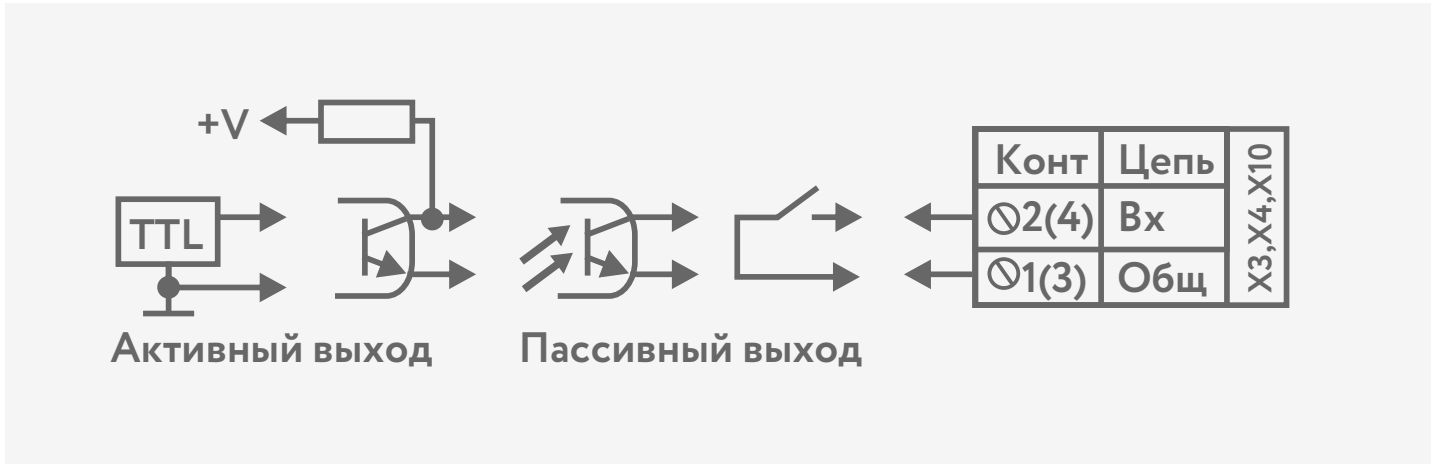 +V
TTL
Активный выход
Пассивный выход
Конт Цепь
2(4) Вх
1(3) Общ
X3,X4,X10